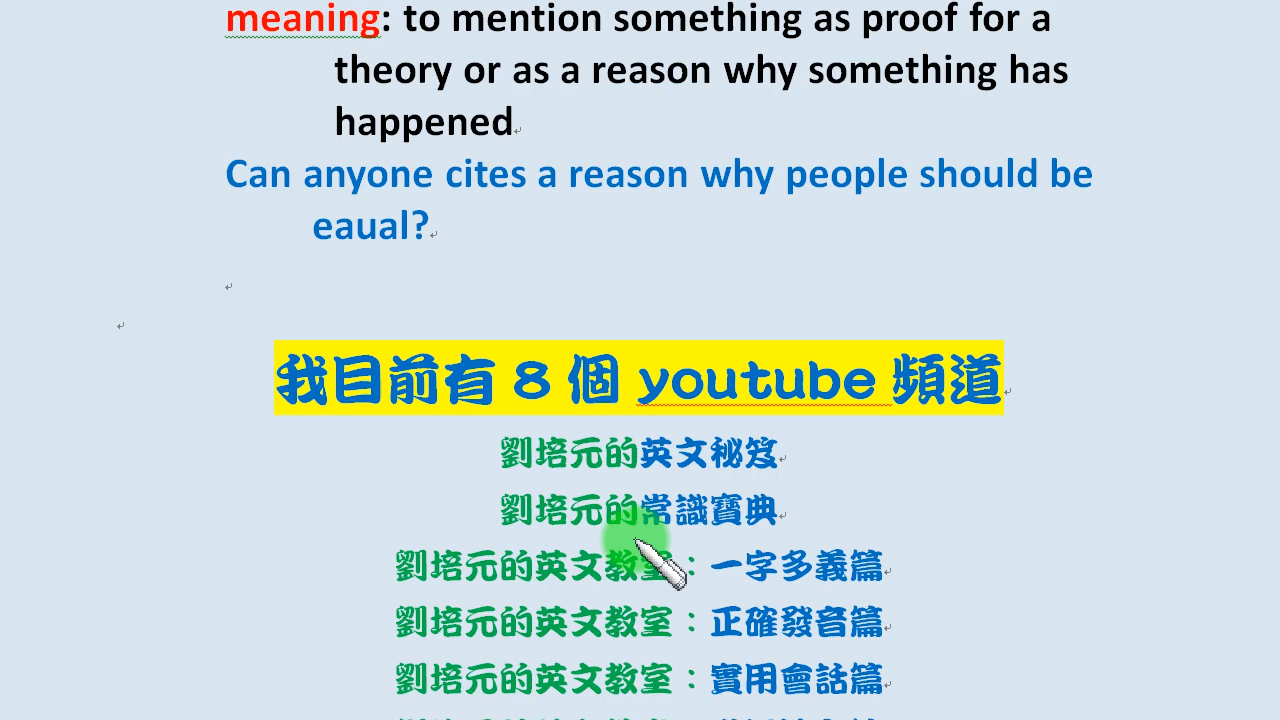 meaning: to mention something as proof for a
theory or as a reason why something has
happened
Can anyone cites a reason why people should be
eaual?
我目前有 8 個 youtube 頻道
劉培元的英文秘笈
劉培元的常識寶典
劉培元的英文教室：一字多義篇
劉培元的英文教室：正確發音篇
劉培元的英文教室：實用會話篇